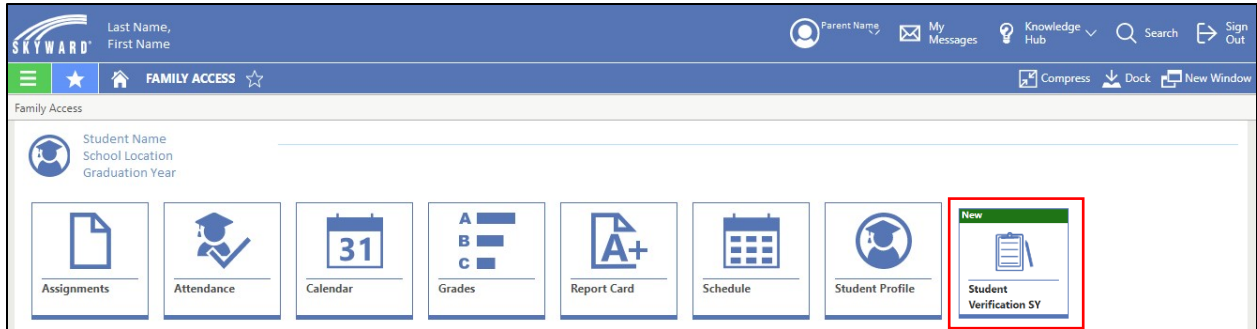 SKYWARD®
Last Name,
First Name
Parent Name
My
Messages
Knowledge
Hub
Search
Sign
Out
FAMILY ACCESS
Compress
Dock
New Window
Family Access
Student Name
School Location
Graduation Year
Assignments
Attendance
31
Calendar
A
B
C
Grades
A+
Report Card
Schedule
Student Profile
New
Student
Verification SY